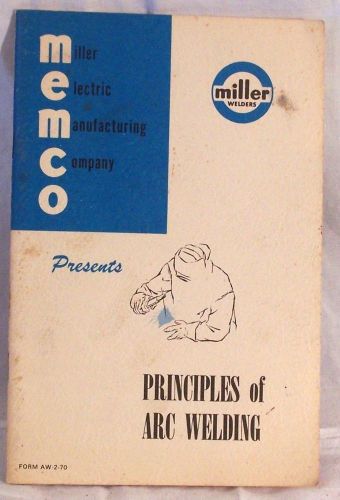 miller
electric
manufacturing
company
o
miller
WELDERS
Presents
PRINCIPLES of
ARC WELDING
FORM AW-2-70